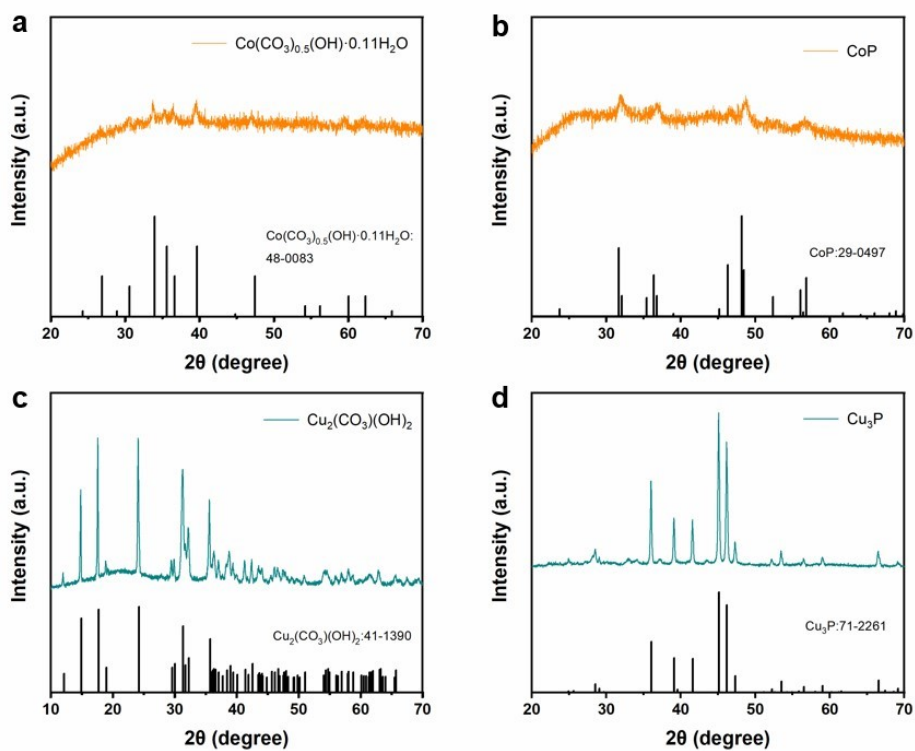 a
Co(CO₃)₀.₅(OH)·0.11H₂O
Intensity (a.u.)
Co(CO₃)₀.₅(OH)·0.11H₂O:
48-0083
20 30 40 50 60 70
2θ (degree)
b
CoP
Intensity (a.u.)
CoP:29-0497
20 30 40 50 60 70
2θ (degree)
c
Cu₂(CO₃)(OH)₂
Intensity (a.u.)
Cu₂(CO₃)(OH)₂:41-1390
10 20 30 40 50 60 70
2θ (degree)
d
Cu₃P
Intensity (a.u.)
Cu₃P:71-2261
20 30 40 50 60 70
2θ (degree)